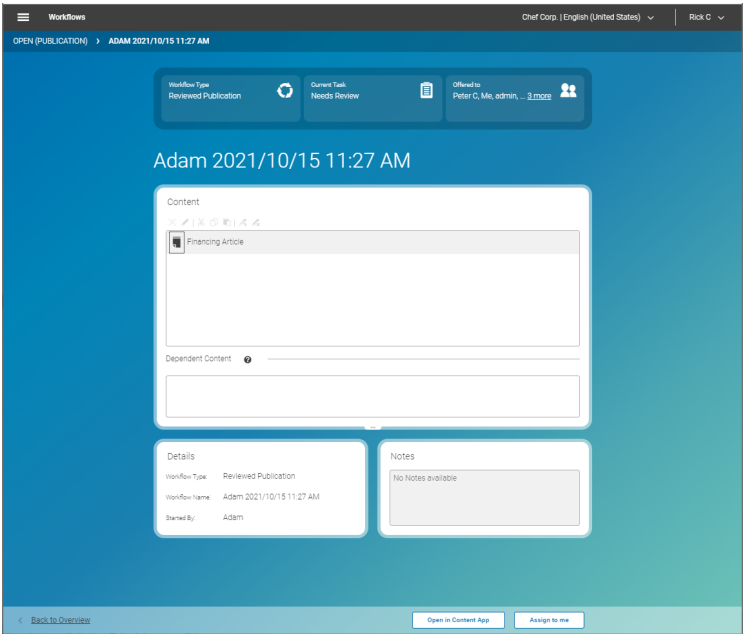 Workflows
Chef Corp. | English (United States)
Rick C
OPEN (PUBLICATION) > ADAM 2021/10/15 11:27 AM
Workflow Type
Reviewed Publication
Current Task
Needs Review
Offered to
Peter C, Me, admin, ... 3 more
Adam 2021/10/15 11:27 AM
Content
Financing Article
Dependent Content
Details
Workflow Type: Reviewed Publication
Workflow Name: Adam 2021/10/15 11:27 AM
Started By: Adam
Notes
No Notes available
Back to Overview
Open in Content App
Assign to me